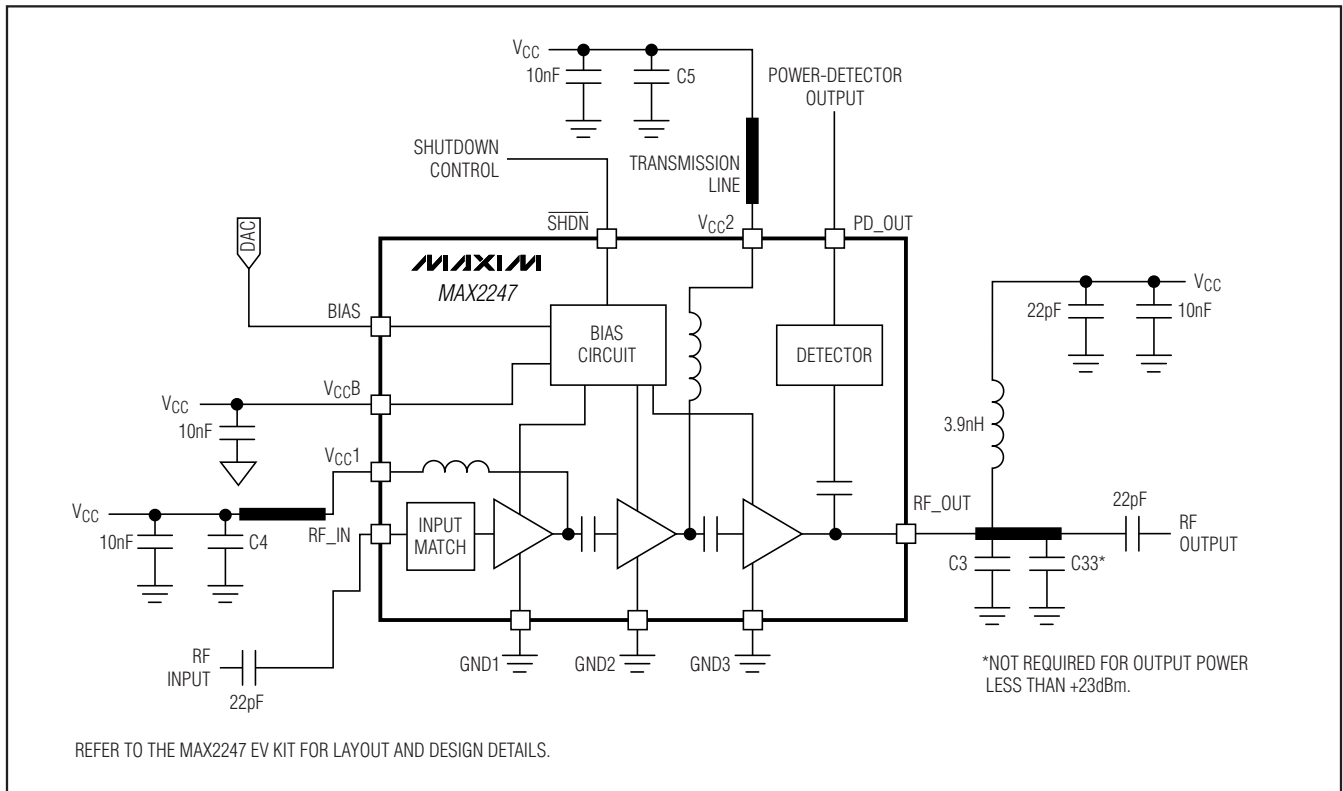 VCC
10nF
C5
POWER-DETECTOR
OUTPUT
SHUTDOWN
CONTROL
TRANSMISSION
LINE
DAC
SHDN
VCC2
PD_OUT
MAXIM
MAX2247
BIAS
BIAS
CIRCUIT
DETECTOR
VCC
22pF
10nF
VCCB
VCC
10nF
3.9nH
VCC1
VCC
10nF
C4
RF_IN
INPUT
MATCH
RF_OUT
22pF
RF
OUTPUT
C3
C33*
RF
INPUT
22pF
GND1
GND2
GND3
*NOT REQUIRED FOR OUTPUT POWER
LESS THAN +23dBm.
REFER TO THE MAX2247 EV KIT FOR LAYOUT AND DESIGN DETAILS.